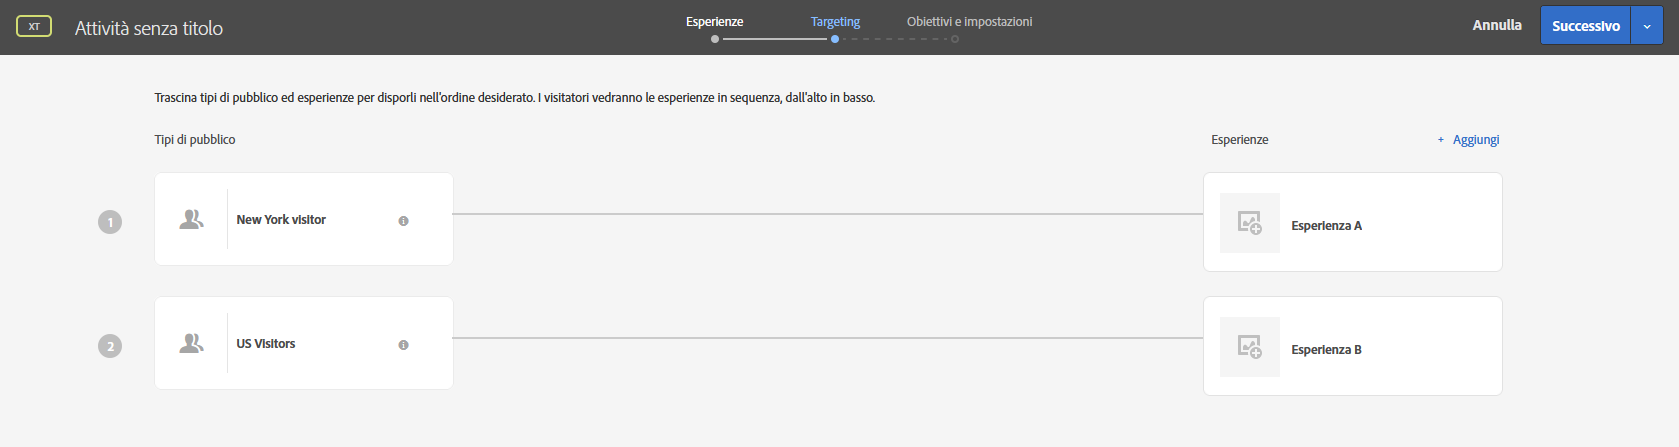 XT
Attività senza titolo
Esperienze
Targeting
Obiettivi e impostazioni
Annulla
Successivo
Trascina tipi di pubblico ed esperienze per disporli nell'ordine desiderato. I visitatori vedranno le esperienze in sequenza, dall'alto in basso.
Tipi di pubblico
Esperienze
+ Aggiungi
1
New York visitor
Esperienza A
2
US Visitors
Esperienza B